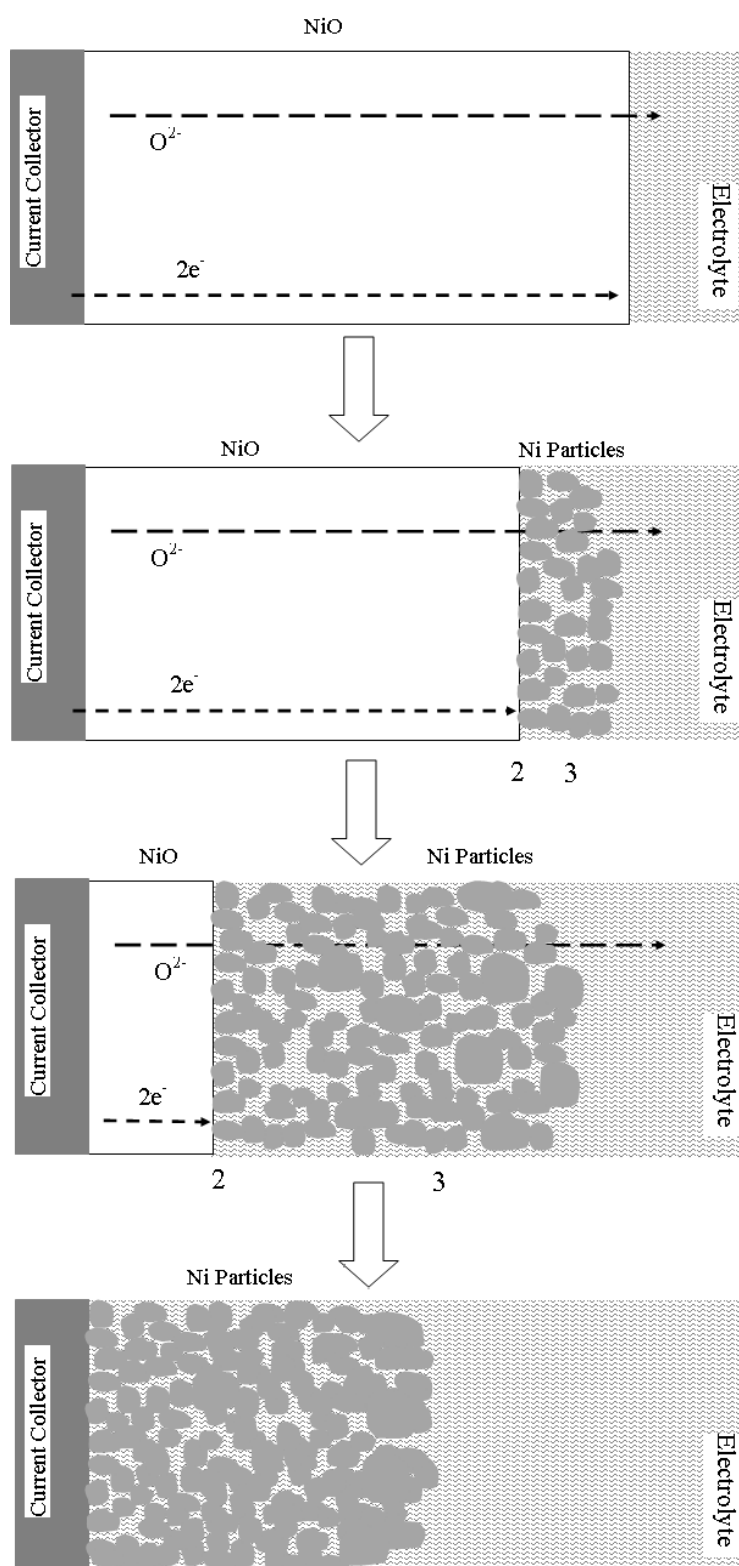 NiO
Current Collector
O²⁻
2e⁻
Electrolyte
NiO
Ni Particles
Current Collector
O²⁻
2e⁻
Electrolyte
2
3
NiO
Ni Particles
Current Collector
O²⁻
2e⁻
Electrolyte
2
3
Ni Particles
Current Collector
Electrolyte